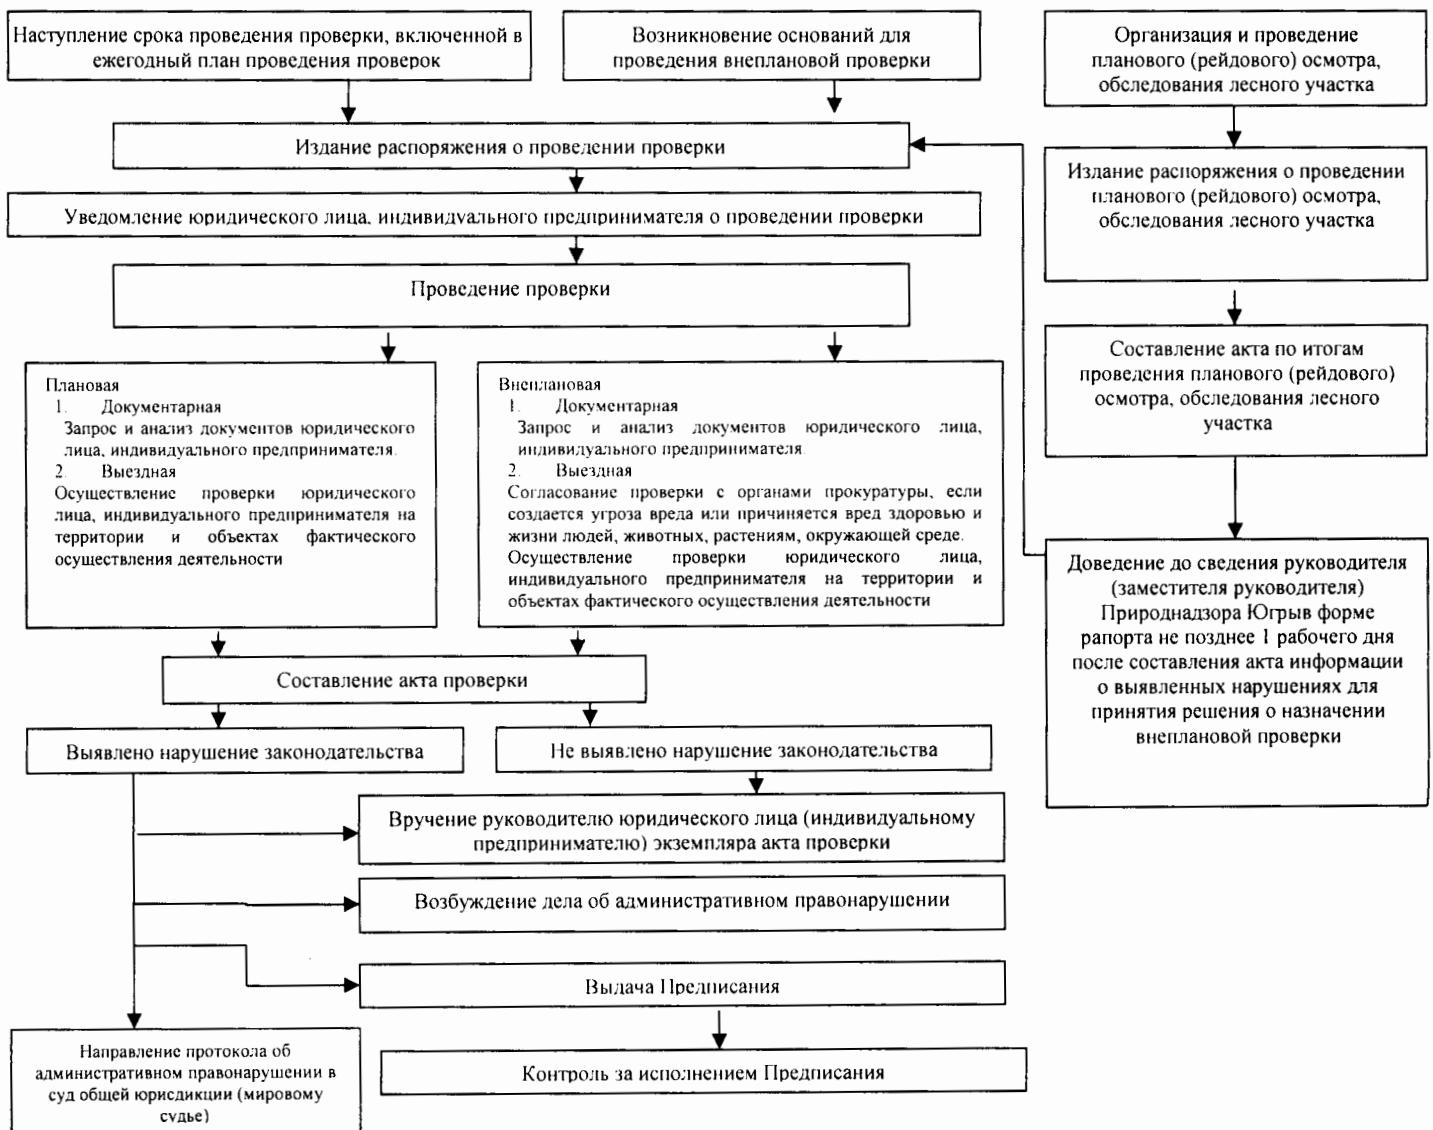 Наступление срока проведения проверки, включенной в
ежегодный план проведения проверок
Возникновение оснований для
проведения внеплановой проверки
Организация и проведение
планового (рейдового) осмотра,
обследования лесного участка
Издание распоряжения о проведении проверки
Издание распоряжения о проведении
планового (рейдового) осмотра,
обследования лесного участка
Уведомление юридического лица, индивидуального предпринимателя о проведении проверки
Проведение проверки
Составление акта по итогам
проведения планового (рейдового)
осмотра, обследования лесного
участка
Плановая
1. Документарная
Запрос и анализ документов юридического
лица, индивидуального предпринимателя.
2. Выездная
Осуществление проверки юридического
лица, индивидуального предпринимателя на
территории и объектах фактического
осуществления деятельности
Внеплановая
1. Документарная
Запрос и анализ документов юридического лица,
индивидуального предпринимателя.
2. Выездная
Согласование проверки с органами прокуратуры, если
создается угроза вреда или причиняется вред здоровью и
жизни людей, животных, растениям, окружающей среде.
Осуществление проверки юридического лица,
индивидуального предпринимателя на территории и
объектах фактического осуществления деятельности
Доведение до сведения руководителя
(заместителя руководителя)
Природнадзора Югрыв форме
рапорта не позднее 1 рабочего дня
после составления акта информации
о выявленных нарушениях для
принятия решения о назначении
внеплановой проверки
Составление акта проверки
Выявлено нарушение законодательства
Не выявлено нарушение законодательства
Вручение руководителю юридического лица (индивидуальному
предпринимателю) экземпляра акта проверки
Возбуждение дела об административном правонарушении
Выдача Предписания
Направление протокола об
административном правонарушении в
суд общей юрисдикции (мировому
судье)
Контроль за исполнением Предписания